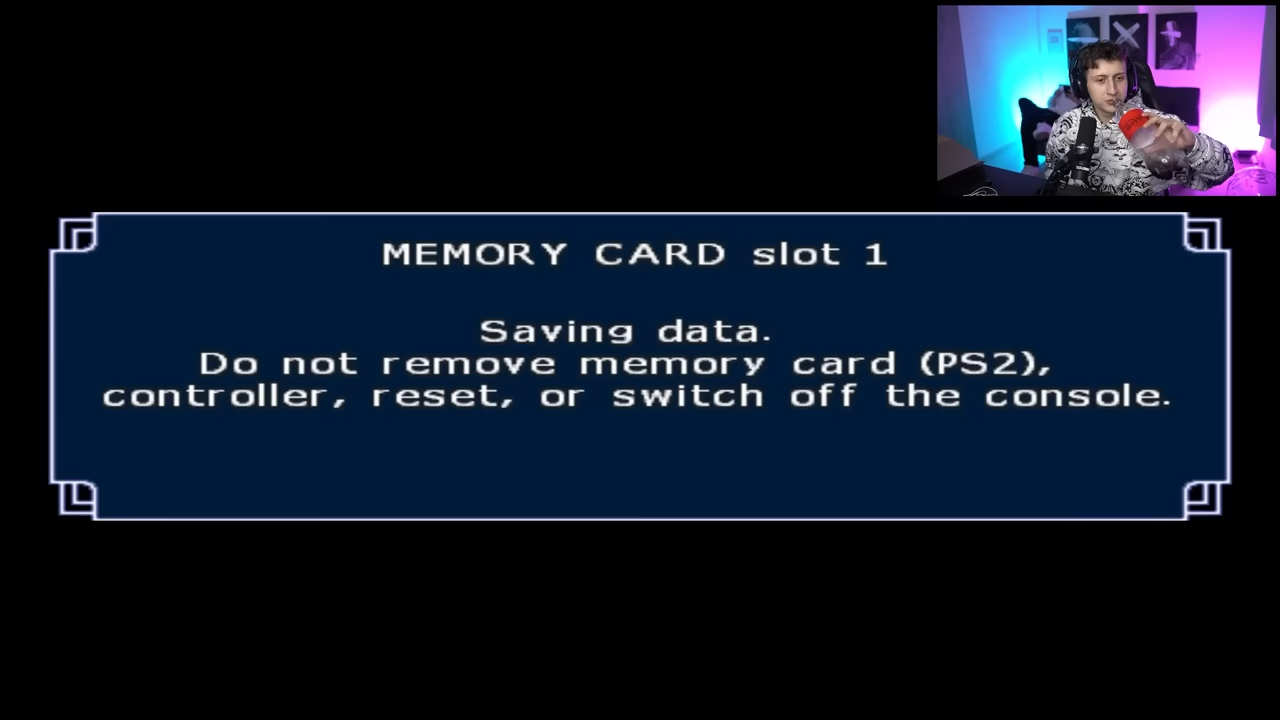 MEMORY CARD slot 1
Saving data.
Do not remove memory card (PS2),
controller, reset, or switch off the console.